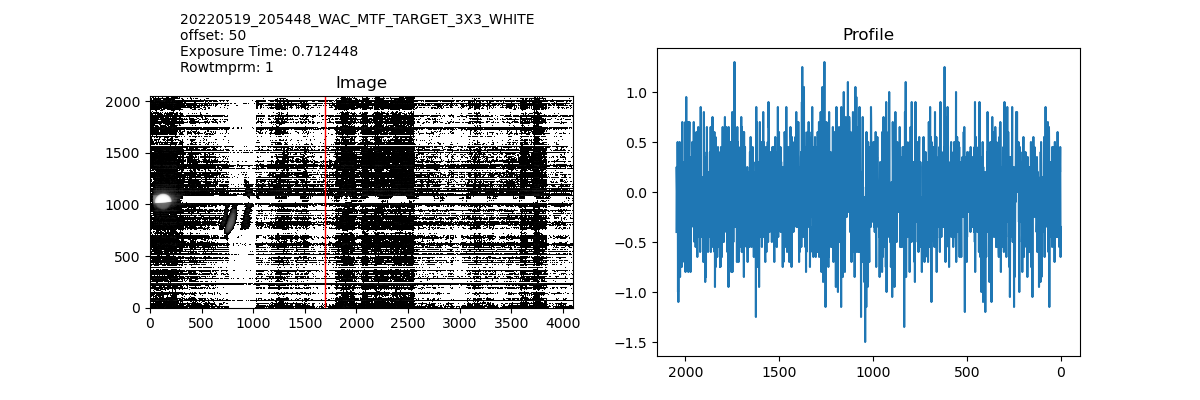 20220519_205448_WAC_MTF_TARGET_3X3_WHITE
offset: 50
Exposure Time: 0.712448
Rowtmprm: 1
Image
2000
1500
1000
500
0
0 500 1000 1500 2000 2500 3000 3500 4000
Profile
1.0
0.5
0.0
−0.5
−1.0
−1.5
2000 1500 1000 500 0